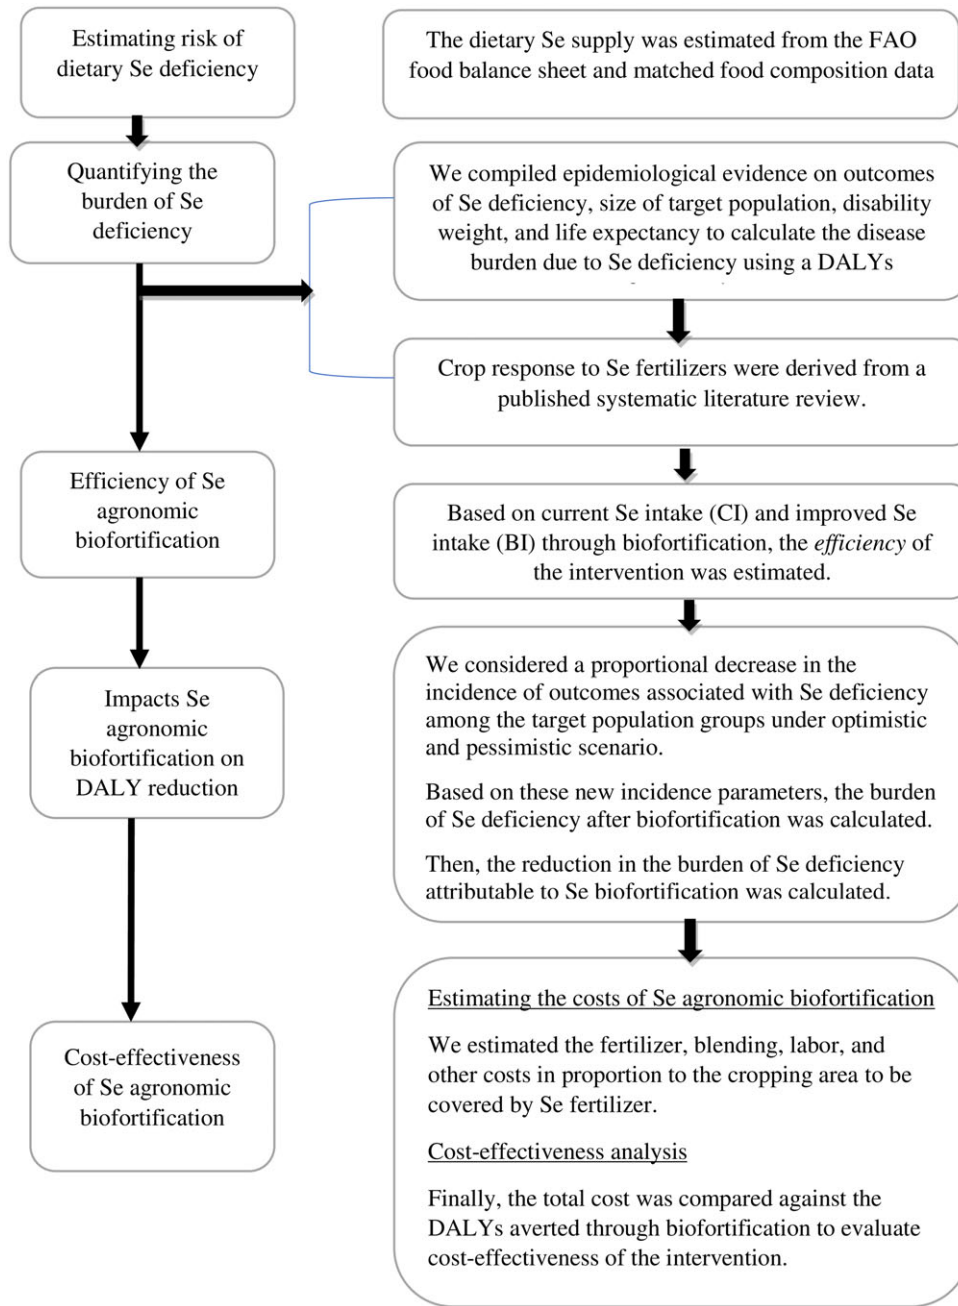 Estimating risk of
dietary Se deficiency
The dietary Se supply was estimated from the FAO
food balance sheet and matched food composition data
Quantifying the
burden of Se
deficiency
We compiled epidemiological evidence on outcomes
of Se deficiency, size of target population, disability
weight, and life expectancy to calculate the disease
burden due to Se deficiency using a DALYs
Crop response to Se fertilizers were derived from a
published systematic literature review.
Efficiency of Se
agronomic
biofortification
Based on current Se intake (CI) and improved Se
intake (BI) through biofortification, the efficiency of
the intervention was estimated.
Impacts Se
agronomic
biofortification on
DALY reduction
We considered a proportional decrease in the
incidence of outcomes associated with Se deficiency
among the target population groups under optimistic
and pessimistic scenario.
Based on these new incidence parameters, the burden
of Se deficiency after biofortification was calculated.
Then, the reduction in the burden of Se deficiency
attributable to Se biofortification was calculated.
Cost-effectiveness
of Se agronomic
biofortification
Estimating the costs of Se agronomic biofortification
We estimated the fertilizer, blending, labor, and
other costs in proportion to the cropping area to be
covered by Se fertilizer.
Cost-effectiveness analysis
Finally, the total cost was compared against the
DALYs averted through biofortification to evaluate
cost-effectiveness of the intervention.